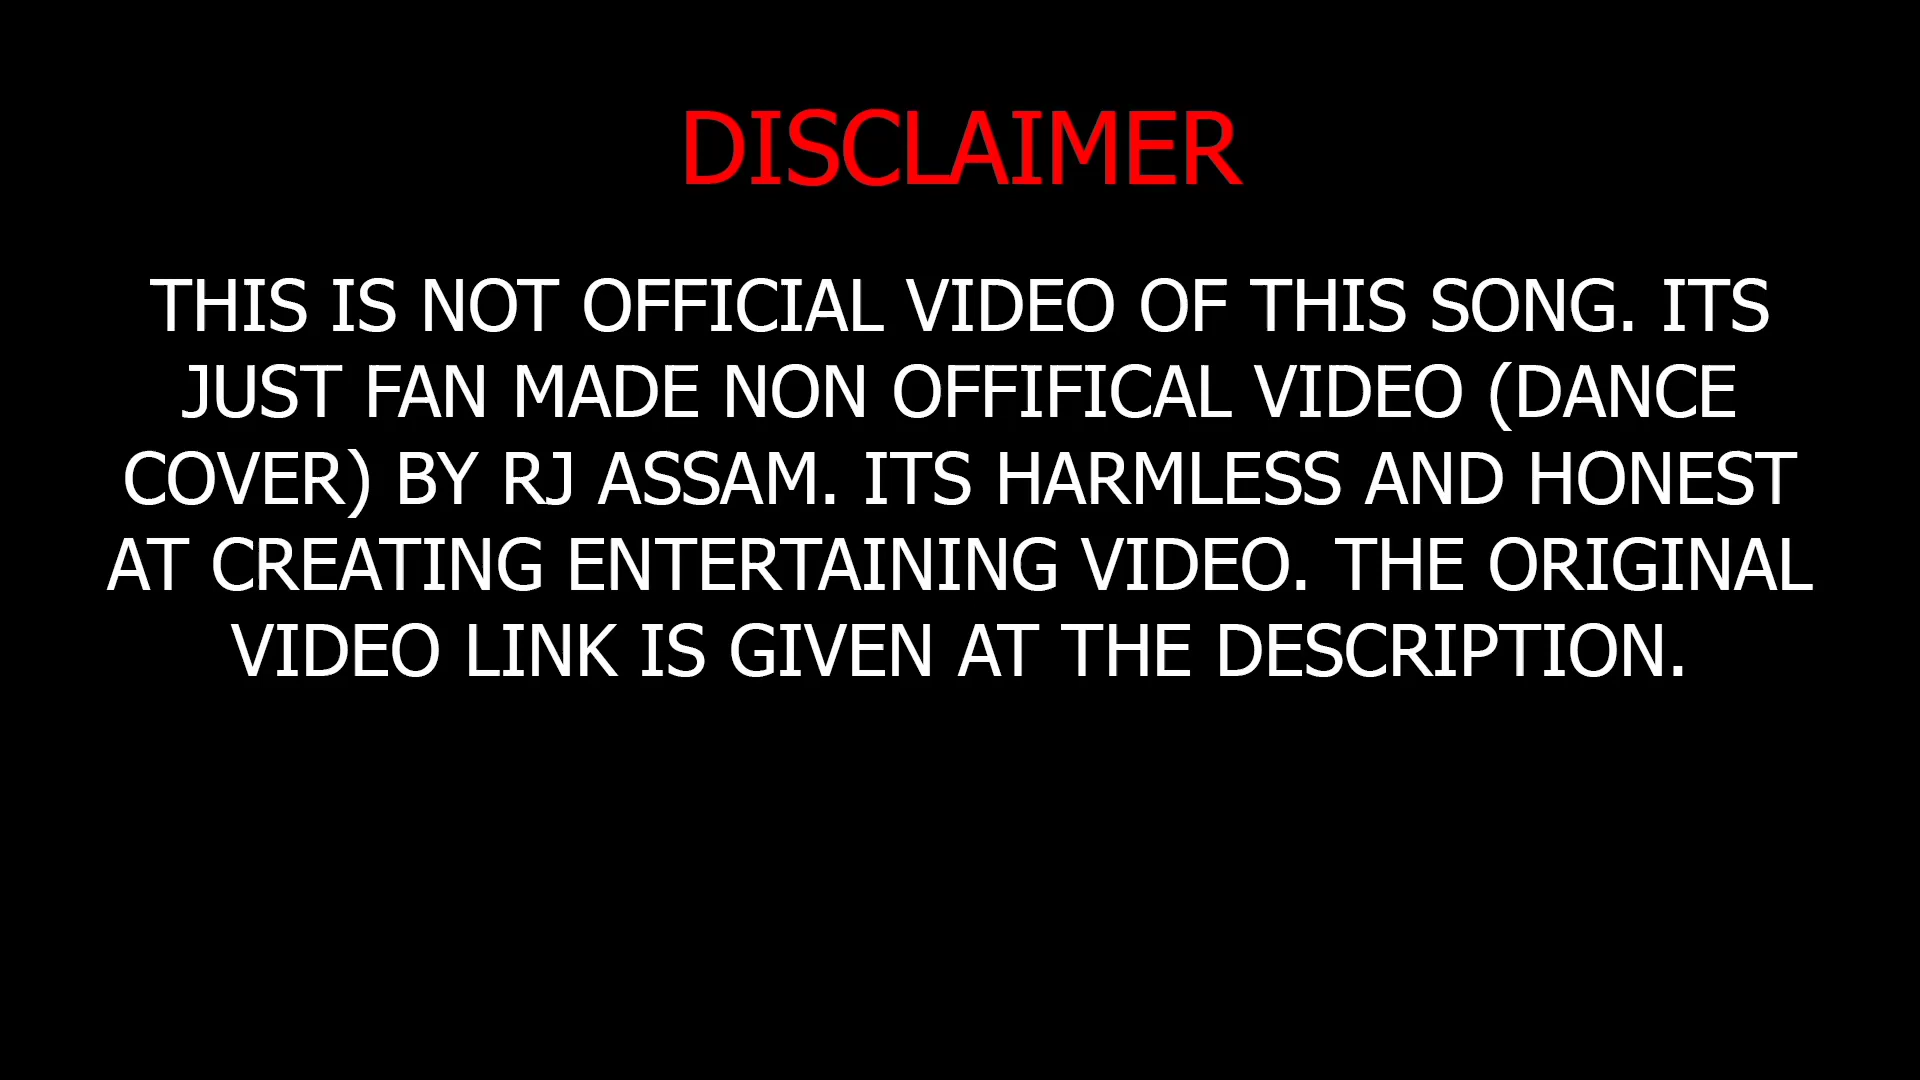 DISCLAIMER
THIS IS NOT OFFICIAL VIDEO OF THIS SONG. ITS
JUST FAN MADE NON OFFIFICAL VIDEO (DANCE
COVER) BY RJ ASSAM. ITS HARMLESS AND HONEST
AT CREATING ENTERTAINING VIDEO. THE ORIGINAL
VIDEO LINK IS GIVEN AT THE DESCRIPTION.